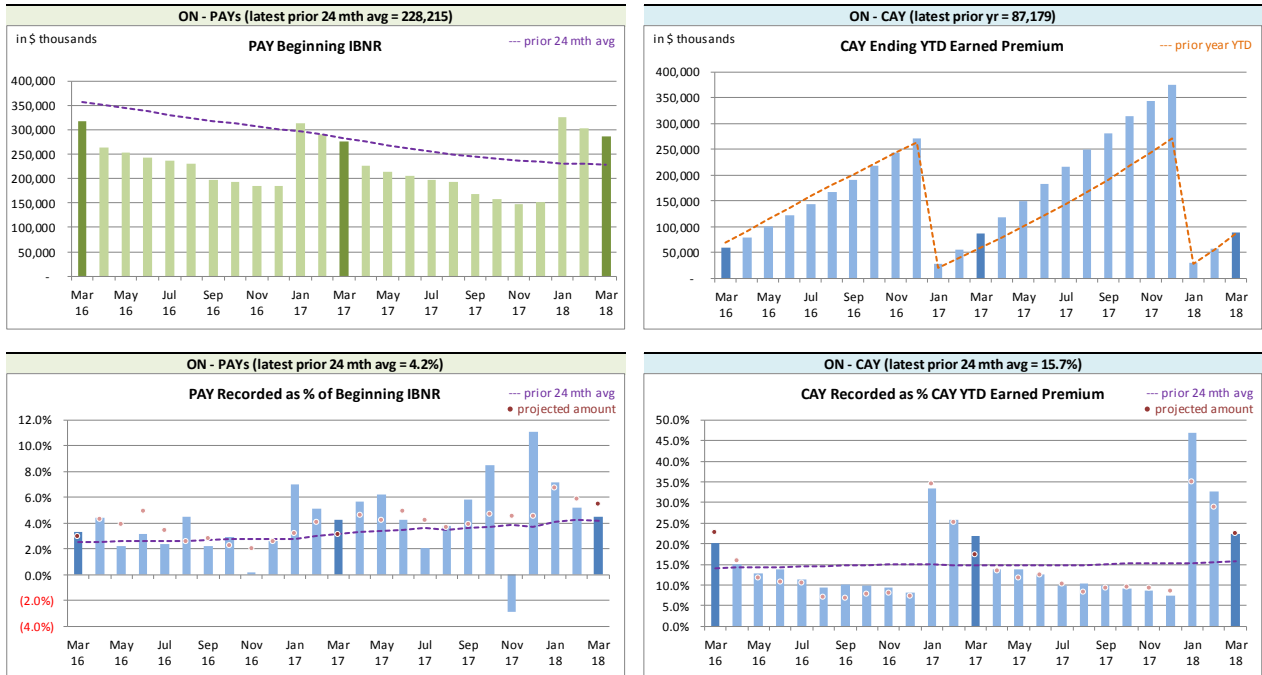 ON - PAYs (latest prior 24 mth avg = 228,215)
in $ thousands
PAY Beginning IBNR
--- prior 24 mth avg
400,000
350,000
300,000
250,000
200,000
150,000
100,000
50,000
-
Mar May Jul Sep Nov Jan Mar May Jul Sep Nov Jan Mar
16 16 16 16 16 17 17 17 17 17 17 18 18
ON - CAY (latest prior yr = 87,179)
in $ thousands
CAY Ending YTD Earned Premium
--- prior year YTD
400,000
350,000
300,000
250,000
200,000
150,000
100,000
50,000
-
Mar May Jul Sep Nov Jan Mar May Jul Sep Nov Jan Mar
16 16 16 16 16 17 17 17 17 17 17 18 18
ON - PAYs (latest prior 24 mth avg = 4.2%)
PAY Recorded as % of Beginning IBNR
--- prior 24 mth avg
• projected amount
12.0%
10.0%
8.0%
6.0%
4.0%
2.0%
0.0%
(2.0%)
(4.0%)
Mar May Jul Sep Nov Jan Mar May Jul Sep Nov Jan Mar
16 16 16 16 16 17 17 17 17 17 17 18 18
ON - CAY (latest prior 24 mth avg = 15.7%)
CAY Recorded as % CAY YTD Earned Premium
--- prior 24 mth avg
• projected amount
50.0%
45.0%
40.0%
35.0%
30.0%
25.0%
20.0%
15.0%
10.0%
5.0%
0.0%
Mar May Jul Sep Nov Jan Mar May Jul Sep Nov Jan Mar
16 16 16 16 16 17 17 17 17 17 17 18 18